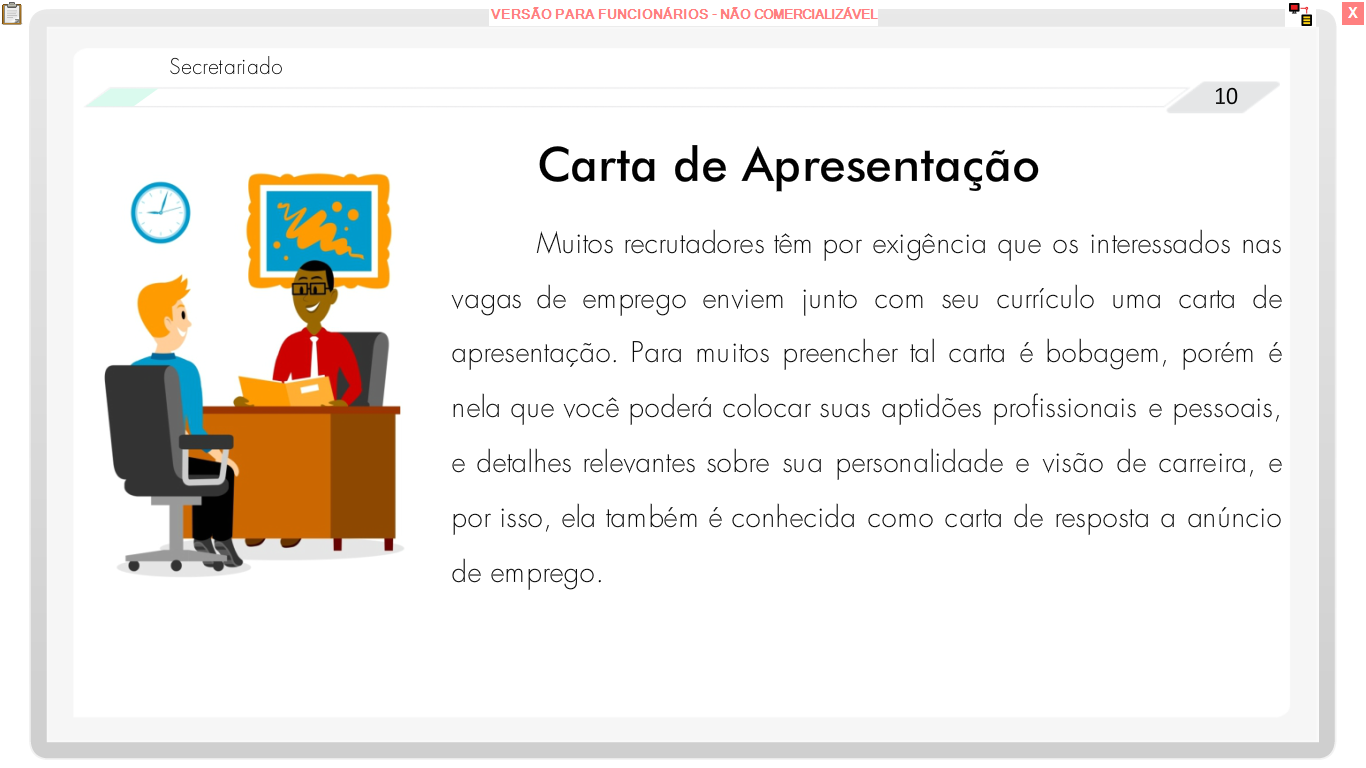 VERSÃO PARA FUNCIONÁRIOS - NÃO COMERCIALIZÁVEL
X
Secretariado
10
Carta de Apresentação
Muitos recrutadores têm por exigência que os interessados nas
vagas de emprego enviem junto com seu currículo uma carta de
apresentação. Para muitos preencher tal carta é bobagem, porém é
nela que você poderá colocar suas aptidões profissionais e pessoais,
e detalhes relevantes sobre sua personalidade e visão de carreira, e
por isso, ela também é conhecida como carta de resposta a anúncio
de emprego.